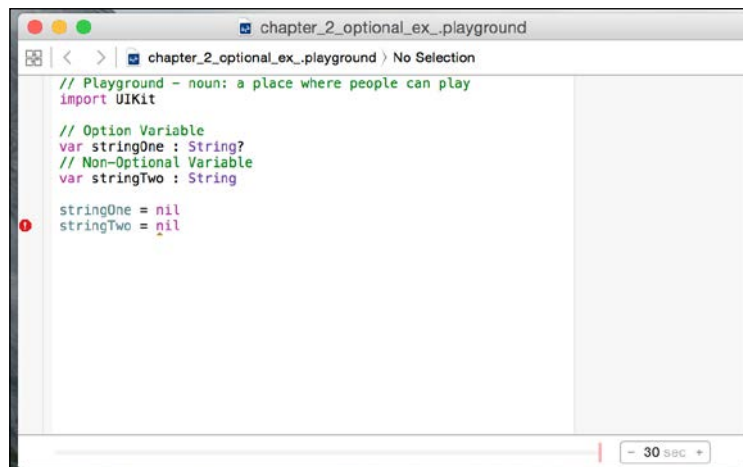 chapter_2_optional_ex_.playground
chapter_2_optional_ex_.playground › No Selection
// Playground - noun: a place where people can play
import UIKit
// Option Variable
var stringOne : String?
// Non-Optional Variable
var stringTwo : String
stringOne = nil
stringTwo = nil
- 30 sec +